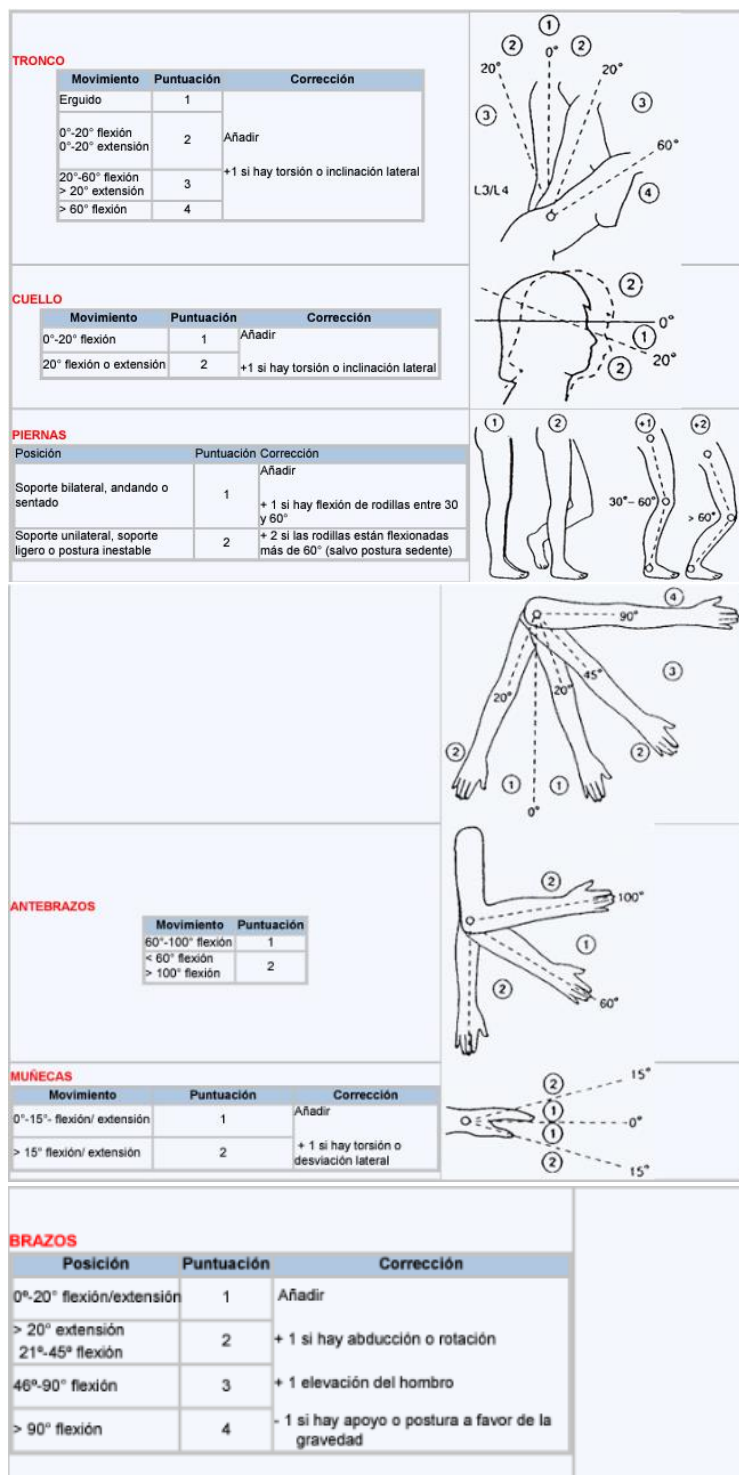 TRONCO
Movimiento Puntuación Corrección
Erguido 1
0°-20° flexión
0°-20° extensión 2 Añadir
+1 si hay torsión o inclinación lateral
20°-60° flexión
> 20° extensión 3
> 60° flexión 4
1
2 0° 2
20° 20°
3 3
60°
L3/L4 4
CUELLO
Movimiento Puntuación Corrección
0°-20° flexión 1 Añadir
20° flexión o extensión 2 +1 si hay torsión o inclinación lateral
2
0°
1
20°
2
PIERNAS
Posición Puntuación Corrección
Añadir
Soporte bilateral, andando o
sentado 1
+ 1 si hay flexión de rodillas entre 30
y 60°
Soporte unilateral, soporte
ligero o postura inestable 2
+ 2 si las rodillas están flexionadas
más de 60° (salvo postura sedente)
1 2 +1 +2
30°– 60° > 60°
4
90°
3
45°
20° 20°
2 2
1 1
0°
ANTEBRAZOS
Movimiento Puntuación
60°-100° flexión 1
< 60° flexión
> 100° flexión 2
2
100°
1
2
60°
MUÑECAS
Movimiento Puntuación Corrección
0°-15°- flexión/ extensión 1 Añadir
> 15° flexión/ extensión 2
+ 1 si hay torsión o
desviación lateral
15°
2
1
0°
1
2
15°
BRAZOS
Posición Puntuación Corrección
0º-20° flexión/extensión 1 Añadir
> 20° extensión
21º-45º flexión 2 + 1 si hay abducción o rotación
46º-90° flexión 3 + 1 elevación del hombro
> 90° flexión 4
- 1 si hay apoyo o postura a favor de la
gravedad